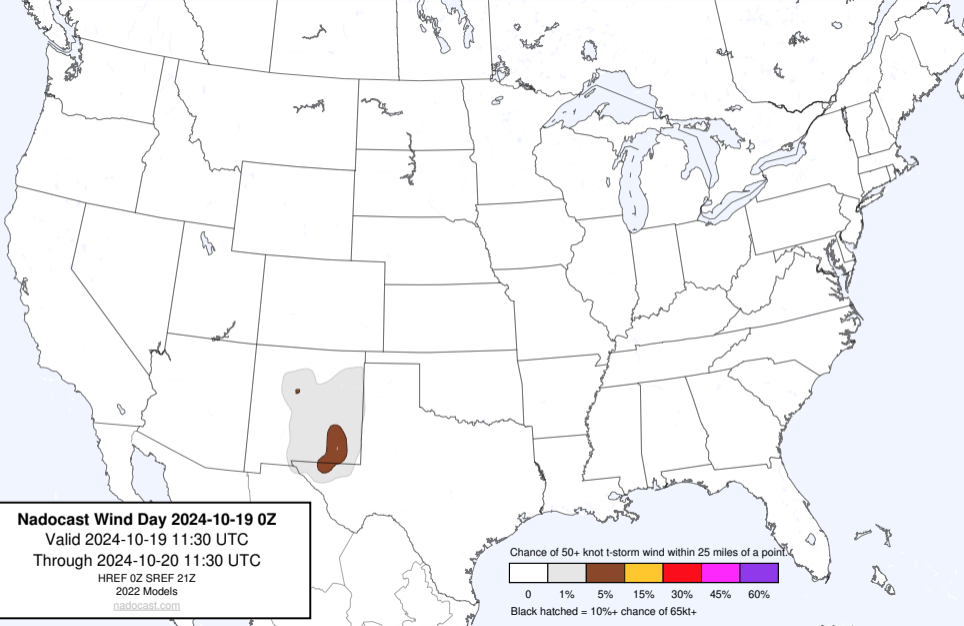 Nadocast Wind Day 2024-10-19 0Z
Valid 2024-10-19 11:30 UTC
Through 2024-10-20 11:30 UTC
HREF 0Z SREF 21Z
2022 Models
nadocast.com
Chance of 50+ knot t-storm wind within 25 miles of a point.
0 1% 5% 15% 30% 45% 60%
Black hatched = 10%+ chance of 65kt+